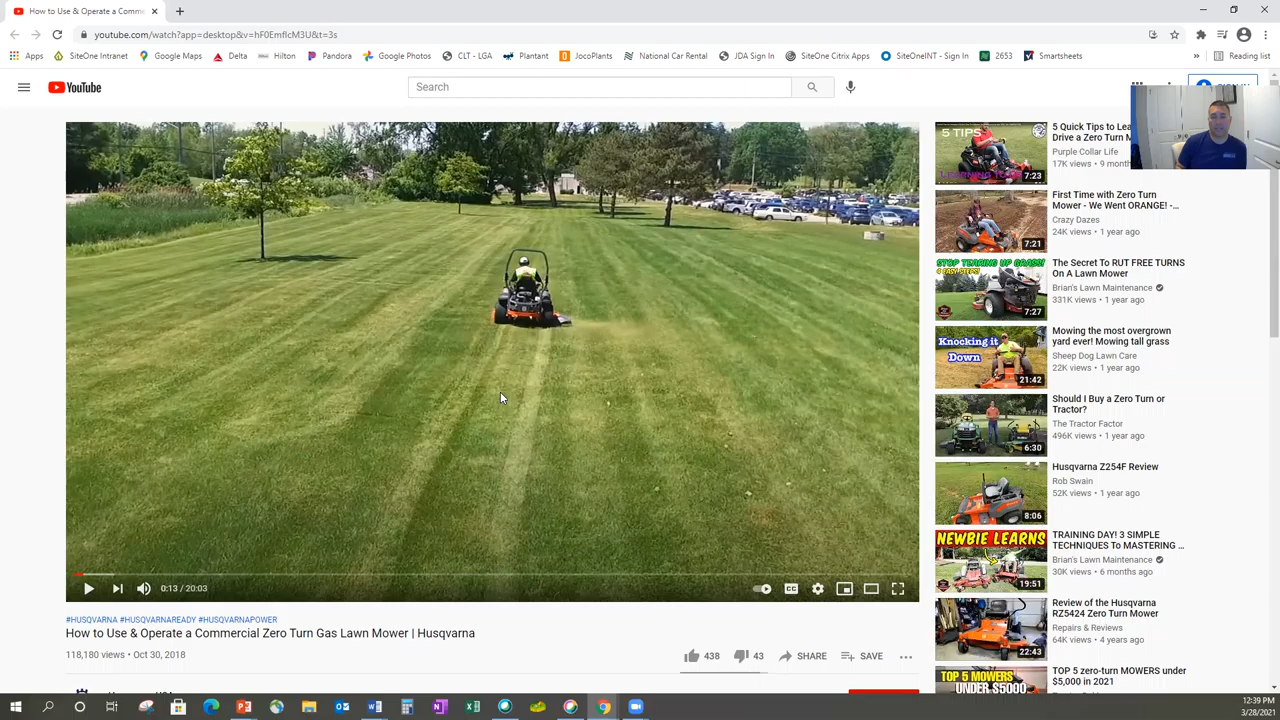 How to Use & Operate a Comme
youtube.com/watch?app=desktop&v=hF0EmfIcM3U&t=3s
Apps
SiteOne Intranet
Google Maps
Delta
Hilton
Pandora
Google Photos
CLT - LGA
Plantant
JocoPlants
National Car Rental
JDA Sign In
SiteOne Citrix Apps
SiteOneINT - Sign In
2653
Smartsheets
»
Reading list
YouTube
Search
5 TIPS
7:23
5 Quick Tips to Lea
Drive a Zero Turn M
Purple Collar Life
17K views • 9 month
7:21
First Time with Zero Turn
Mower - We Went ORANGE! -...
Crazy Dazes
24K views • 1 year ago
STOP TEARING UP GRASS!
7:27
The Secret To RUT FREE TURNS
On A Lawn Mower
Brian's Lawn Maintenance
331K views • 1 year ago
Knocking it
Down
21:42
Mowing the most overgrown
yard ever! Mowing tall grass
Sheep Dog Lawn Care
22K views • 1 year ago
6:30
Should I Buy a Zero Turn or
Tractor?
The Tractor Factor
496K views • 1 year ago
8:06
Husqvarna Z254F Review
Rob Swain
52K views • 1 year ago
NEWBIE LEARNS
19:51
TRAINING DAY! 3 SIMPLE
TECHNIQUES To MASTERING ...
Brian's Lawn Maintenance
30K views • 6 months ago
22:43
Review of the Husqvarna
RZ5424 Zero Turn Mower
Repairs & Reviews
64K views • 4 years ago
TOP 5 MOWERS
UNDER $5000
TOP 5 zero-turn MOWERS under
$5,000 in 2021
0:13 / 20:03
CC
#HUSQVARNA #HUSQVARNAREADY #HUSQVARNAPOWER
How to Use & Operate a Commercial Zero Turn Gas Lawn Mower | Husqvarna
118,180 views • Oct 30, 2018
438
43
SHARE
SAVE
12:39 PM
3/28/2021